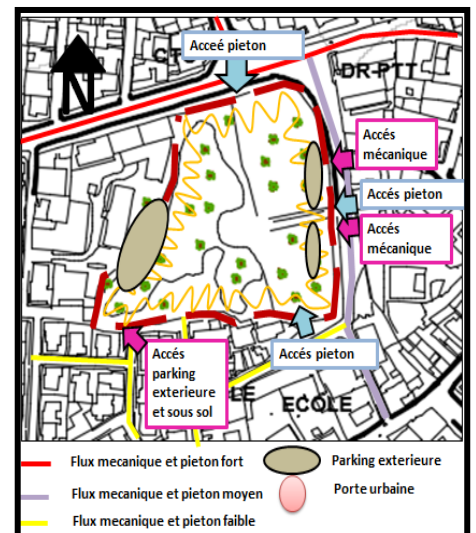 Acceé pieton
CT
DR-PTT
N
Accés
mécanique
Accés pieton
Accés
mécanique
Accés
parking
exterieure
et sous sol
Accés pieton
LE
ECOLE
Flux mecanique et pieton fort
Parking exterieure
Flux mecanique et pieton moyen
Porte urbaine
Flux mecanique et pieton faible